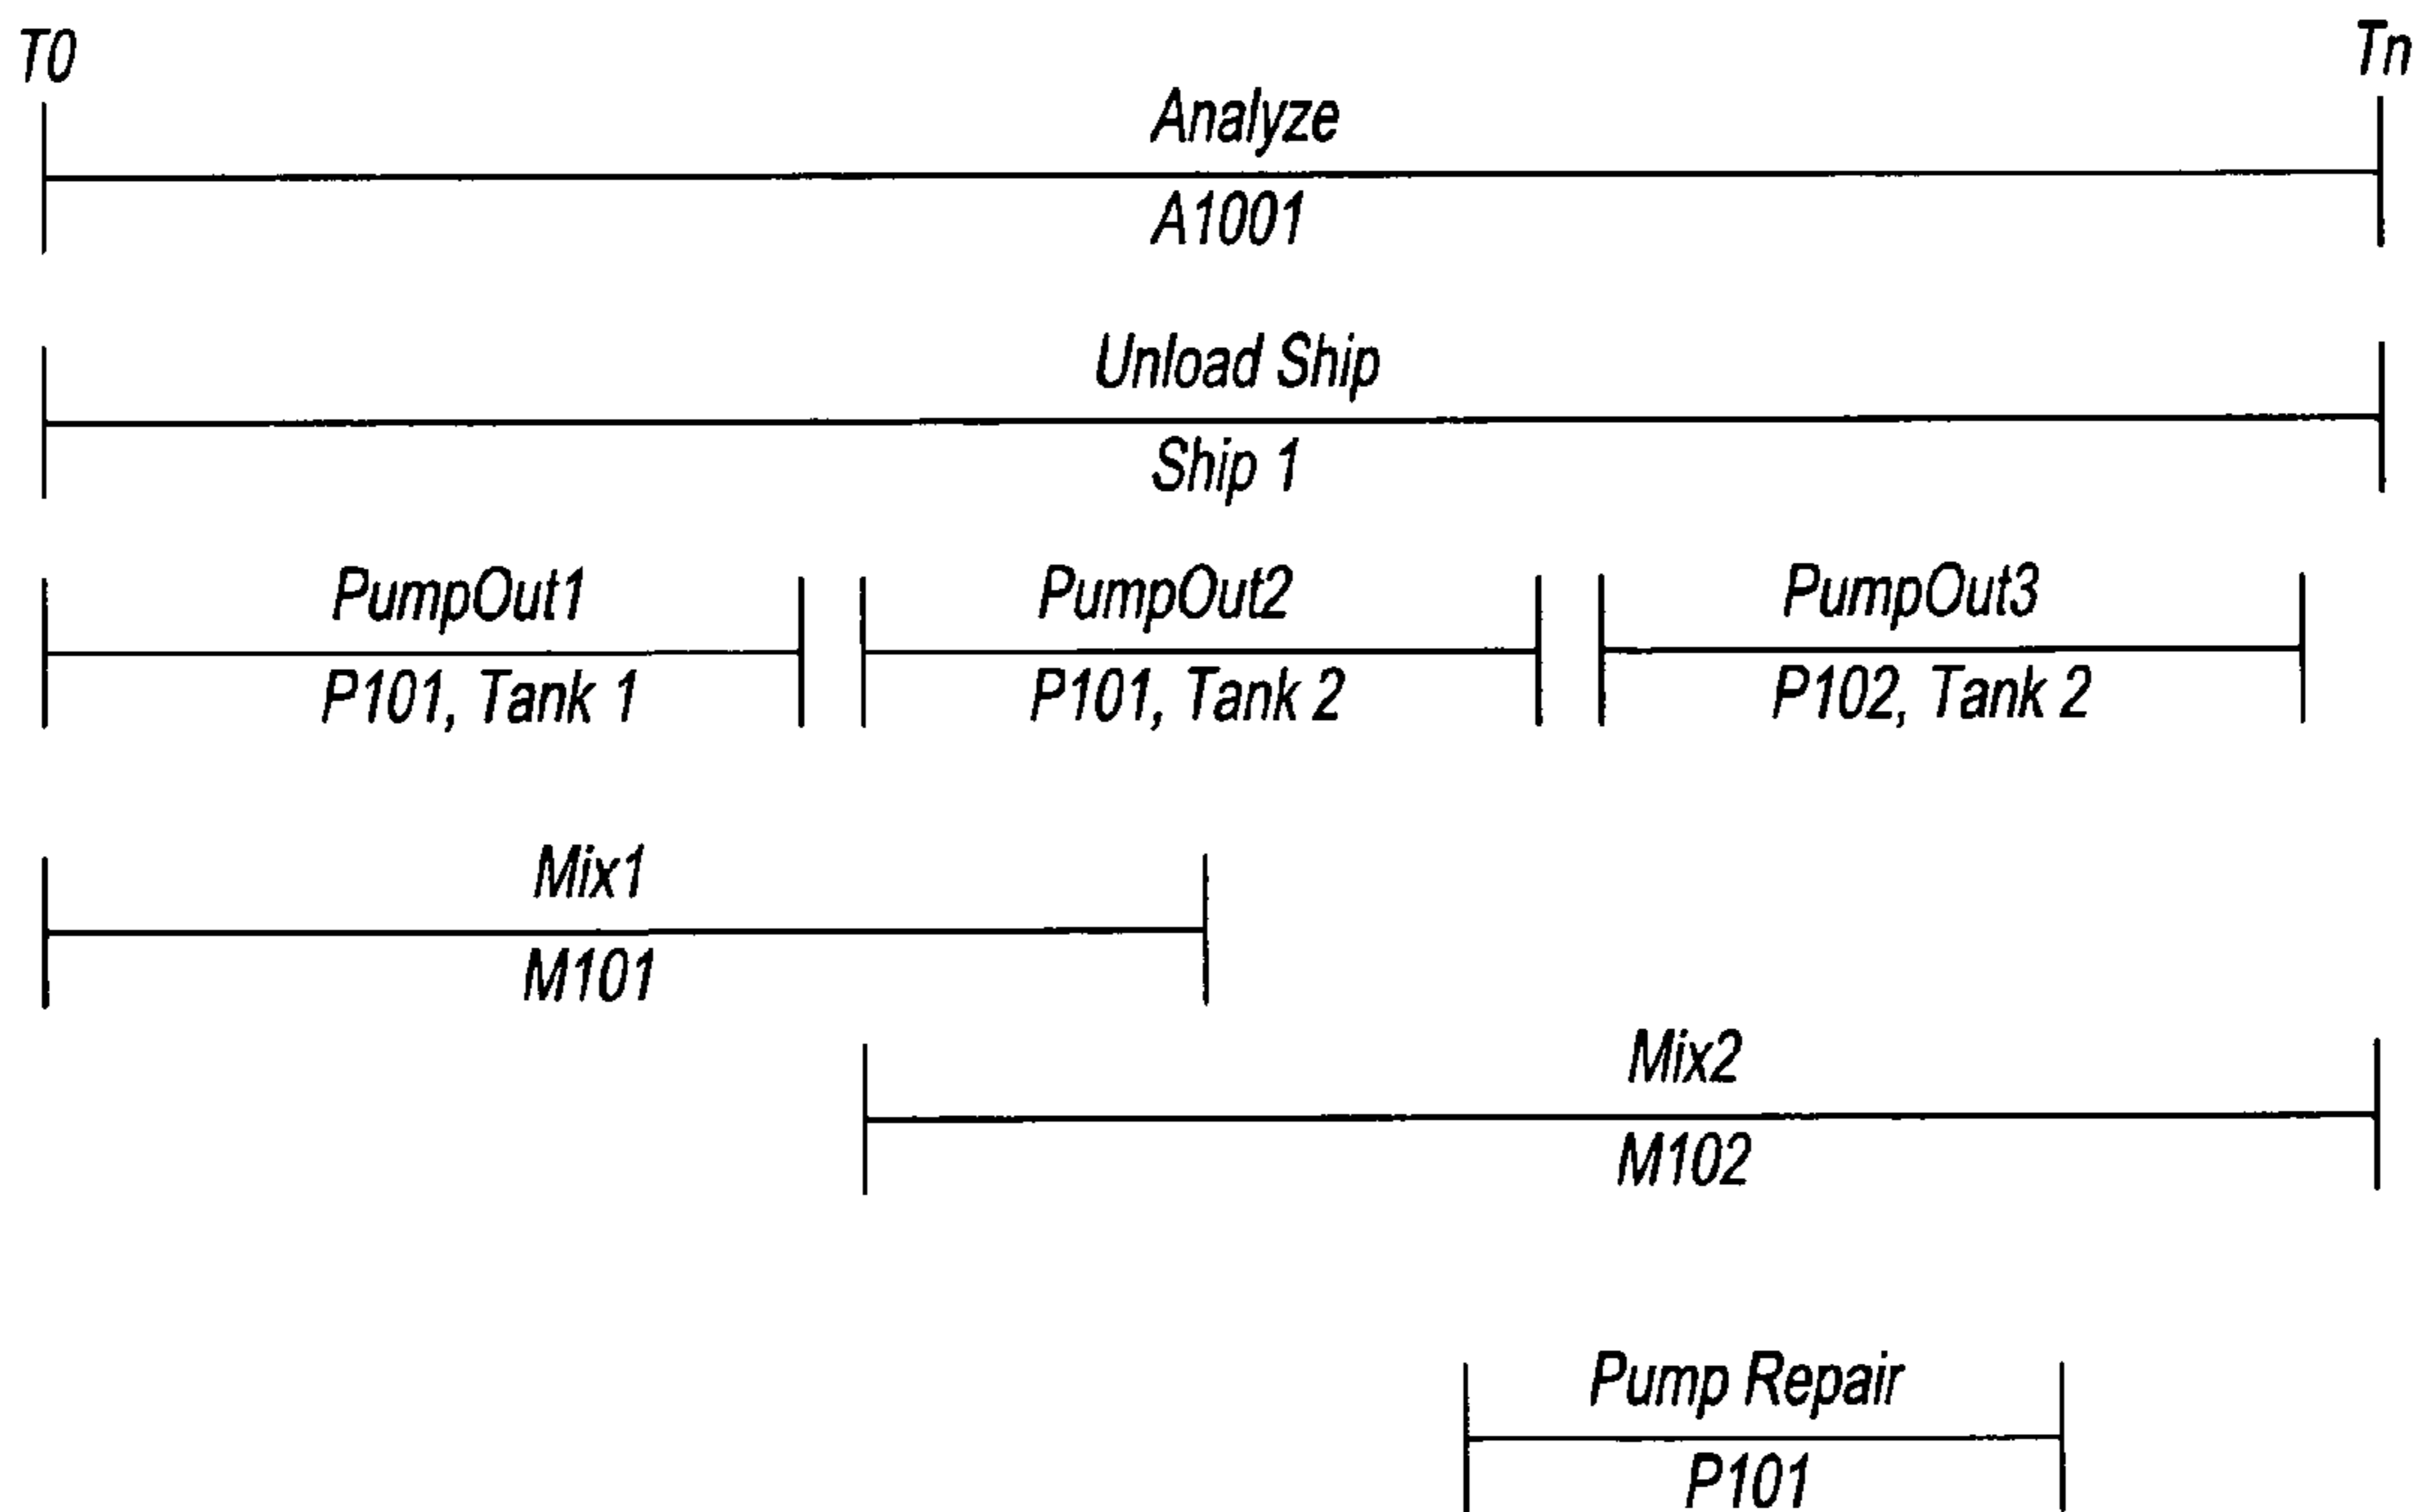 T0 Tn
Analyze
A1001
Unload Ship
Ship 1
PumpOut1 PumpOut2 PumpOut3
P101, Tank 1 P101, Tank 2 P102, Tank 2
Mix1
M101
Mix2
M102
Pump Repair
P101